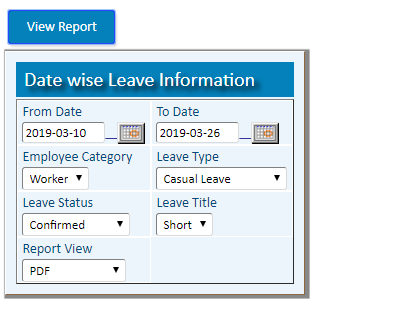 View Report
Date wise Leave Information
From Date To Date
2019-03-10 2019-03-26
Employee Category Leave Type
Worker Casual Leave
Leave Status Leave Title
Confirmed Short
Report View
PDF